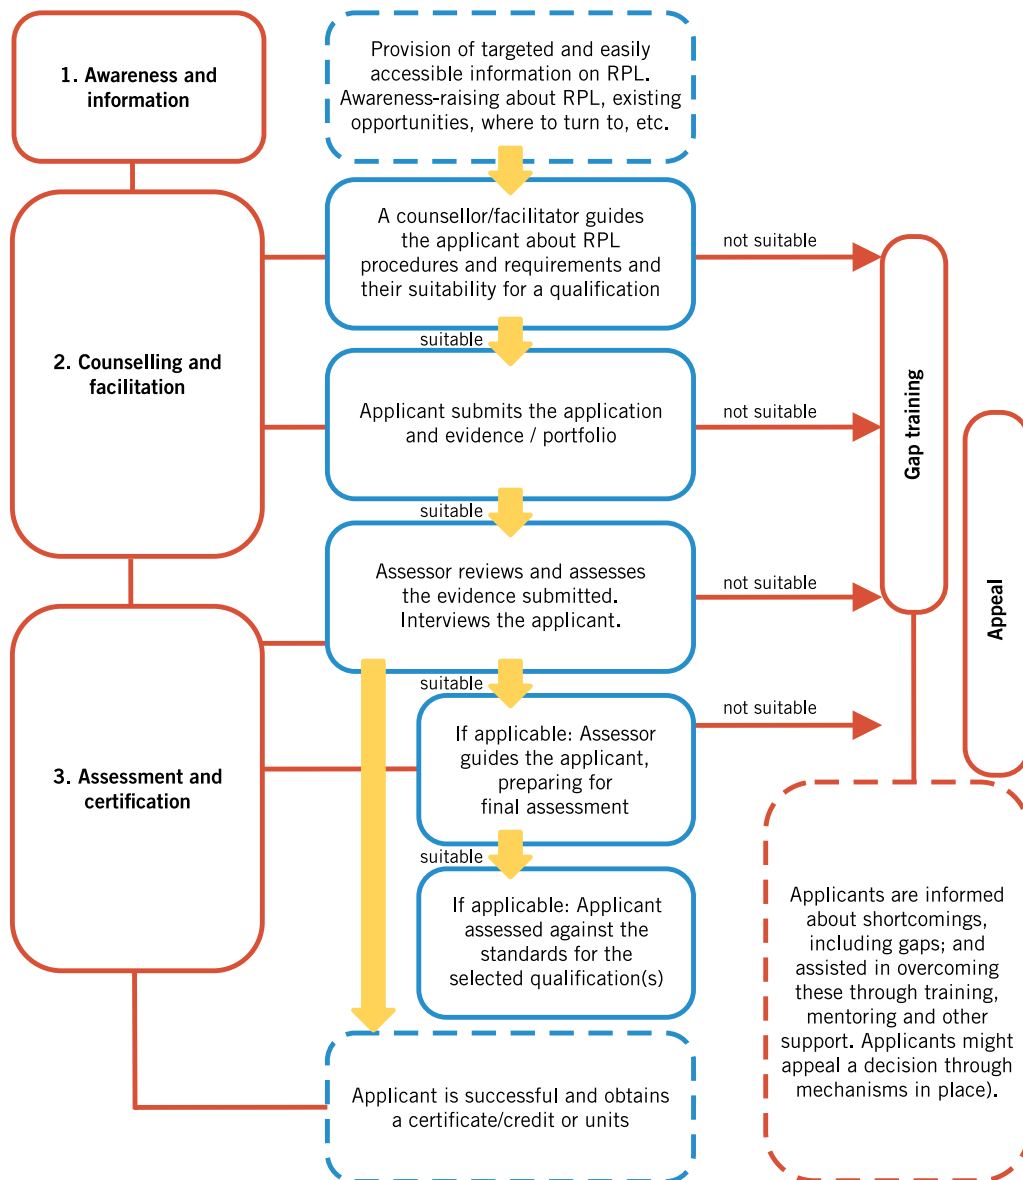 1. Awareness and
information
Provision of targeted and easily
accessible information on RPL.
Awareness-raising about RPL, existing
opportunities, where to turn to, etc.
2. Counselling and
facilitation
A counsellor/facilitator guides
the applicant about RPL
procedures and requirements and
their suitability for a qualification
not suitable
suitable
Applicant submits the application
and evidence / portfolio
not suitable
suitable
Assessor reviews and assesses
the evidence submitted.
Interviews the applicant.
not suitable
suitable
3. Assessment and
certification
If applicable: Assessor
guides the applicant,
preparing for
final assessment
not suitable
suitable
If applicable: Applicant
assessed against the
standards for the
selected qualification(s)
Applicant is successful and obtains
a certificate/credit or units
Gap training
Appeal
Applicants are informed
about shortcomings,
including gaps; and
assisted in overcoming
these through training,
mentoring and other
support. Applicants might
appeal a decision through
mechanisms in place).